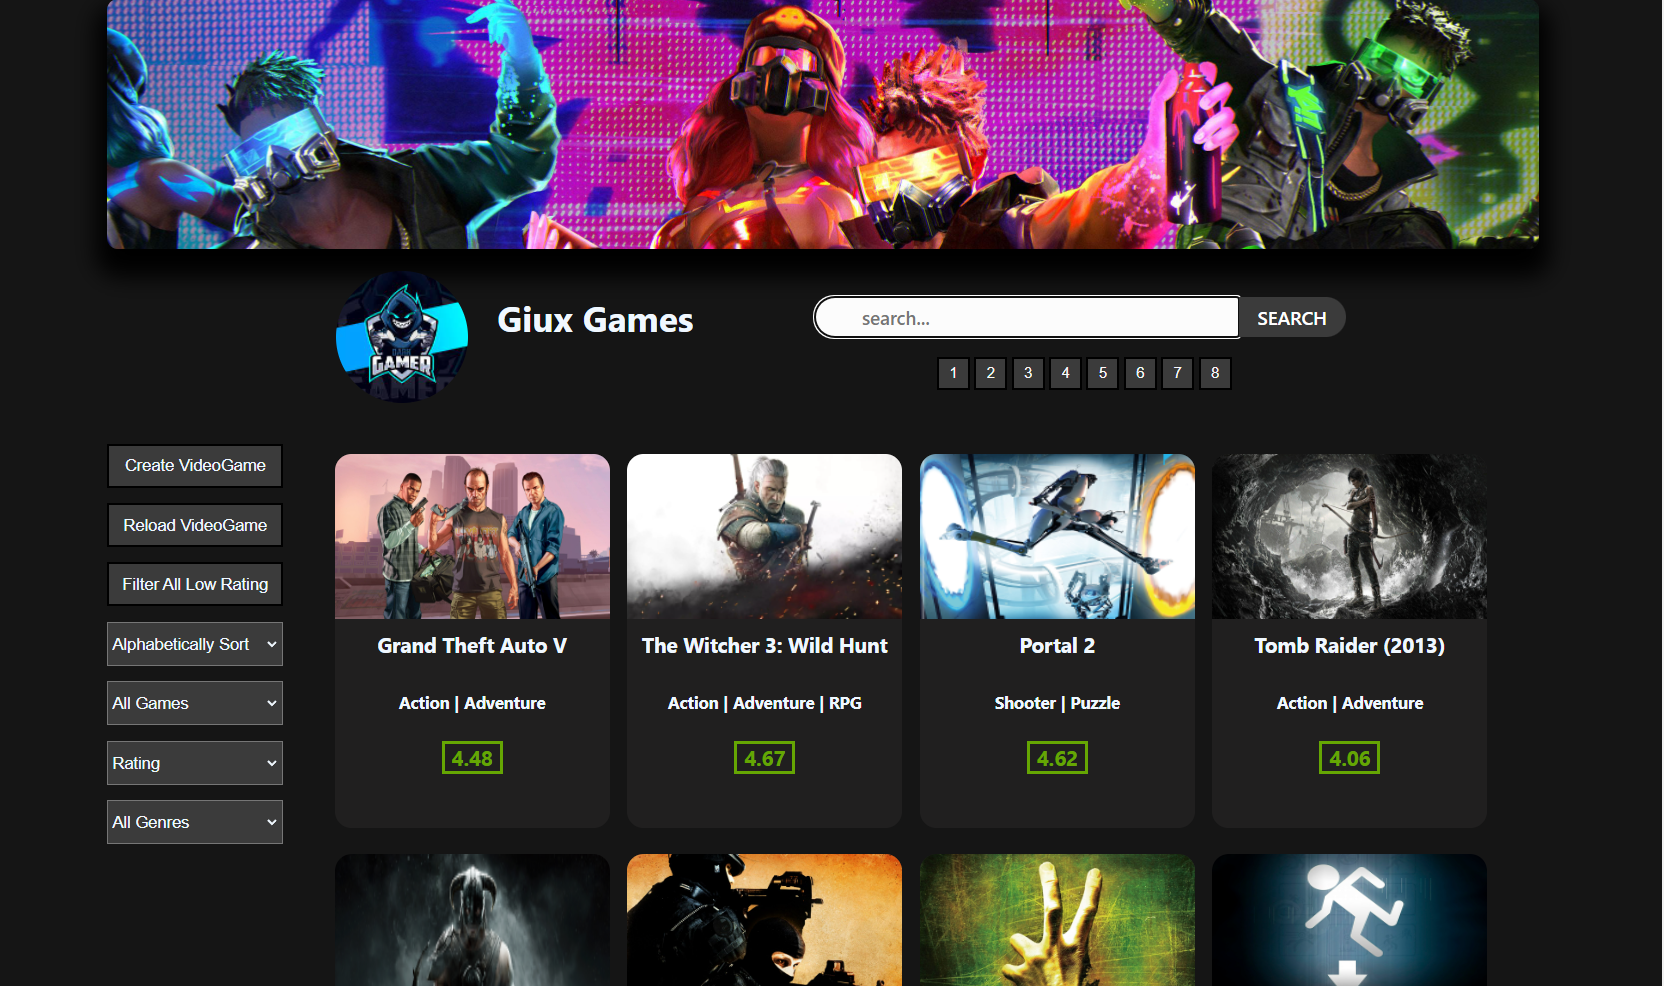 Giux Games
search...
SEARCH
DARK
GAMER
GAMES
1 2 3 4 5 6 7 8
Create VideoGame
Reload VideoGame
Filter All Low Rating
Alphabetically Sort
All Games
Rating
All Genres
Grand Theft Auto V
Action | Adventure
4.48
The Witcher 3: Wild Hunt
Action | Adventure | RPG
4.67
Portal 2
Shooter | Puzzle
4.62
Tomb Raider (2013)
Action | Adventure
4.06